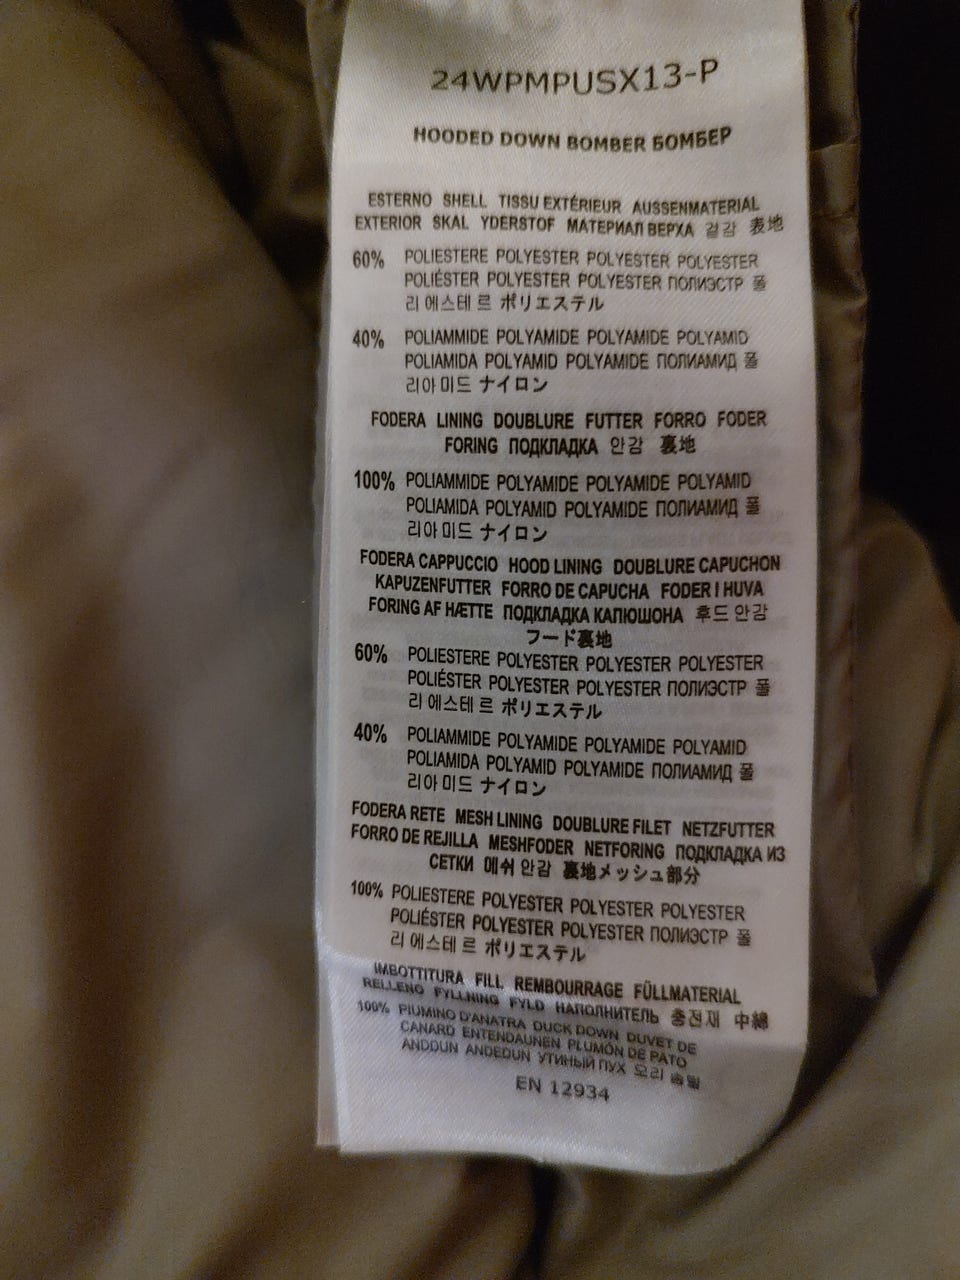 24WPMPUSX13-P
HOODED DOWN BOMBER БОМБЕР
ESTERNO SHELL TISSU EXTÉRIEUR AUSSENMATERIAL
EXTERIOR SKAL YDERSTOF МАТЕРИАЛ ВЕРХА 겉감 表地
60% POLIESTERE POLYESTER POLYESTER POLYESTER
POLIÉSTER POLYESTER POLYESTER ПОЛИЭСТР 폴
리 에스테 르 ポリエステル
40% POLIAMMIDE POLYAMIDE POLYAMIDE POLYAMID
POLIAMIDA POLYAMID POLYAMIDE ПОЛИАМИД 폴
리아 미드 ナイロン
FODERA LINING DOUBLURE FUTTER FORRO FODER
FORING ПОДКЛАДКА 안감 裏地
100% POLIAMMIDE POLYAMIDE POLYAMIDE POLYAMID
POLIAMIDA POLYAMID POLYAMIDE ПОЛИАМИД 폴
리아 미드 ナイロン
FODERA CAPPUCCIO HOOD LINING DOUBLURE CAPUCHON
KAPUZENFUTTER FORRO DE CAPUCHA FODER I HUVA
FORING AF HÆTTE ПОДКЛАДКА КАПЮШОНА 후드 안감
フード裏地
60% POLIESTERE POLYESTER POLYESTER POLYESTER
POLIÉSTER POLYESTER POLYESTER ПОЛИЭСТР 폴
리 에스테 르 ポリエステル
40% POLIAMMIDE POLYAMIDE POLYAMIDE POLYAMID
POLIAMIDA POLYAMID POLYAMIDE ПОЛИАМИД 폴
리아 미드 ナイロン
FODERA RETE MESH LINING DOUBLURE FILET NETZFUTTER
FORRO DE REJILLA MESHFODER NETFORING ПОДКЛАДКА ИЗ
СЕТКИ 메쉬 안감 裏地メッシュ部分
100% POLIESTERE POLYESTER POLYESTER POLYESTER
POLIÉSTER POLYESTER POLYESTER ПОЛИЭСТР 폴
리 에스테 르 ポリエステル
IMBOTTITURA FILL REMBOURRAGE FÜLLMATERIAL
RELLENO FYLLNING FYLD НАПОЛНИТЕЛЬ 충전재 中綿
100% PIUMINO D'ANATRA DUCK DOWN DUVET DE
CANARD ENTENDAUNEN PLUMÓN DE PATO
ANDDUN ANDEDUN УТИНЫЙ ПУХ 오리 솜털
EN 12934